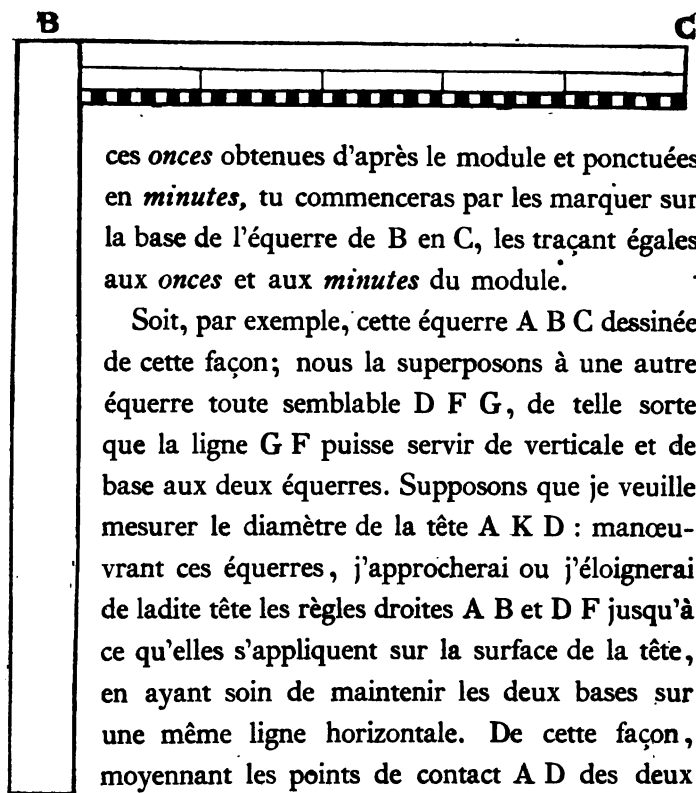 B C
ces onces obtenues d'après le module et ponctuées
en minutes, tu commenceras par les marquer sur
la base de l'équerre de B en C, les traçant égales
aux onces et aux minutes du module.
Soit, par exemple, cette équerre A B C dessinée
de cette façon; nous la superposons à une autre
équerre toute semblable D F G, de telle sorte
que la ligne G F puisse servir de verticale et de
base aux deux équerres. Supposons que je veuille
mesurer le diamètre de la tête A K D : manœu-
vrant ces équerres, j'approcherai ou j'éloignerai
de ladite tête les règles droites A B et D F jusqu'à
ce qu'elles s'appliquent sur la surface de la tête,
en ayant soin de maintenir les deux bases sur
une même ligne horizontale. De cette façon,
moyennant les points de contact A D des deux